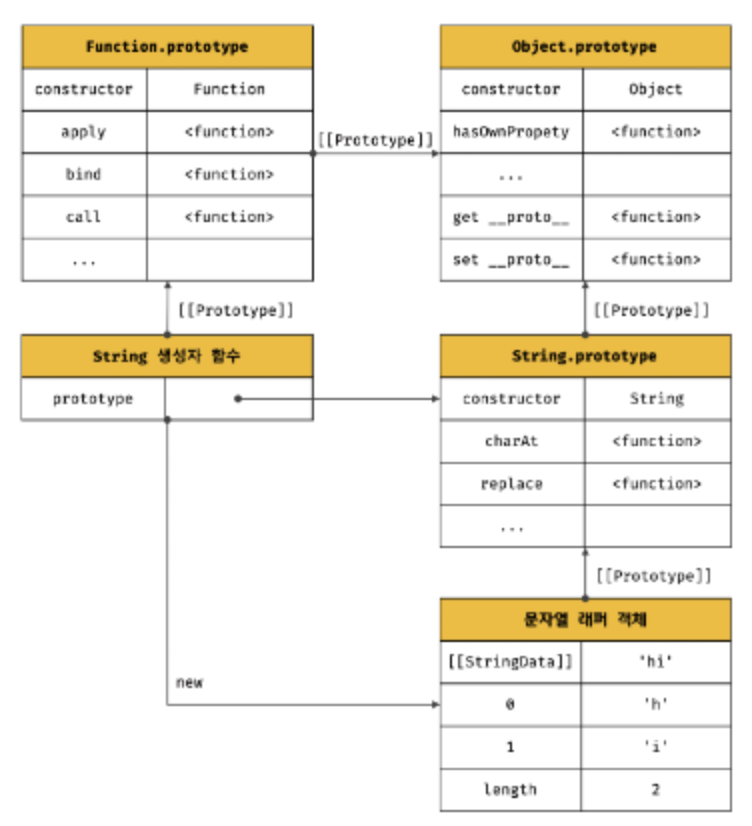 Function.prototype
constructor Function
apply <function>
bind <function>
call <function>
...
[[Prototype]]
Object.prototype
constructor Object
hasOwnPropety <function>
...
get __proto__ <function>
set __proto__ <function>
[[Prototype]]
[[Prototype]]
String 생성자 함수
prototype
String.prototype
constructor String
charAt <function>
replace <function>
...
[[Prototype]]
new
문자열 래퍼 객체
[[StringData]] 'hi'
0 'h'
1 'i'
length 2